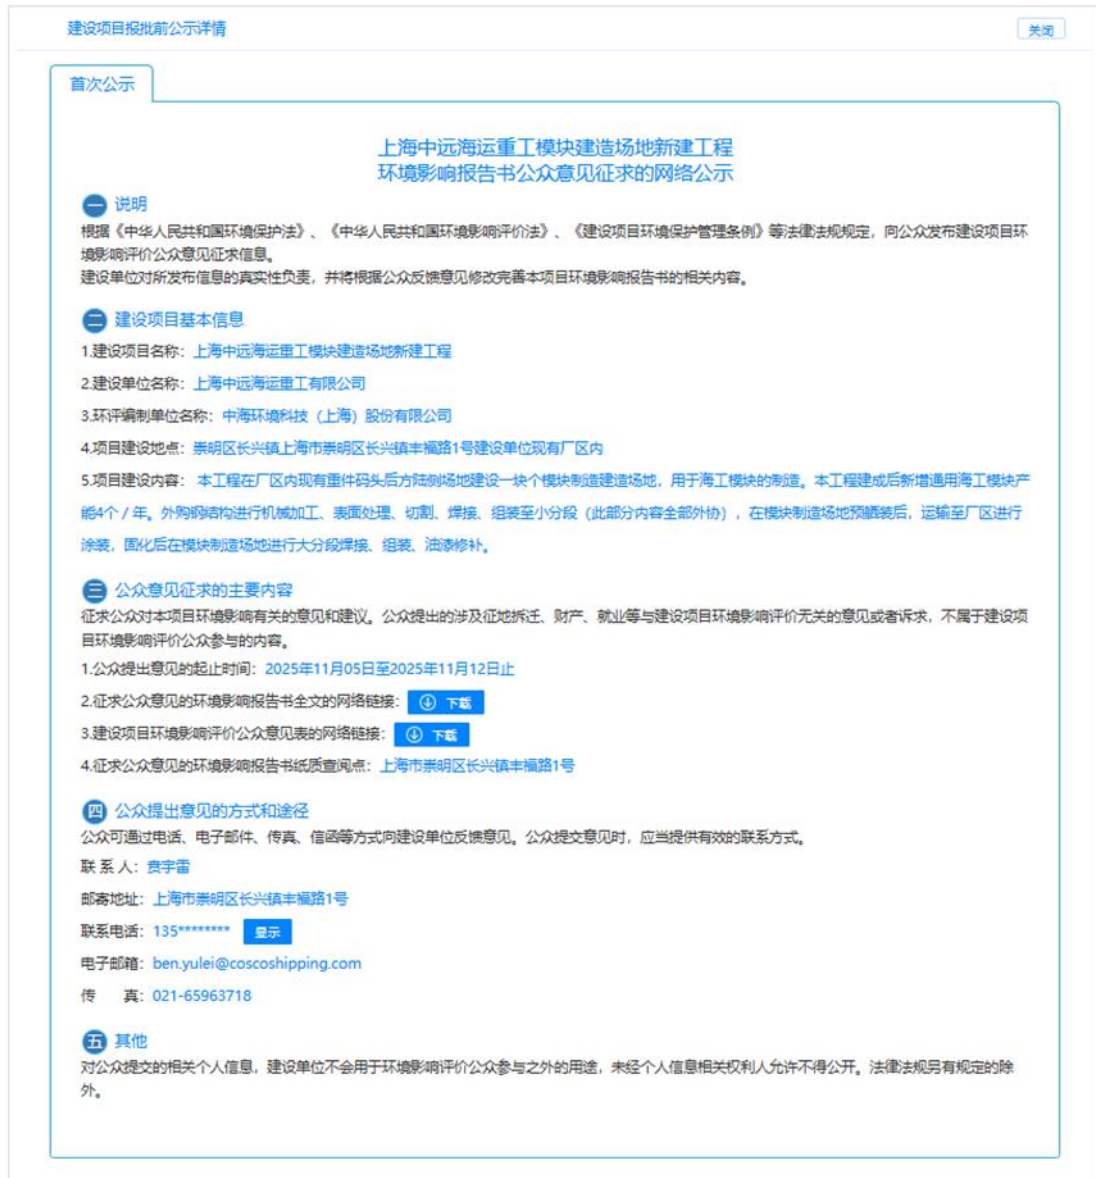 建设项目报批前公示详情
关闭
首次公示
上海中远海运重工模块建造场地新建工程
环境影响报告书公众意见征求的网络公示
一 说明
根据《中华人民共和国环境保护法》、《中华人民共和国环境影响评价法》、《建设项目环境保护管理条例》等法律法规规定，向公众发布建设项目环
境影响评价公众意见征求信息。
建设单位对所发布信息的真实性负责，并将根据公众反馈意见修改完善本项目环境影响报告书的相关内容。
二 建设项目基本信息
1.建设项目名称：上海中远海运重工模块建造场地新建工程
2.建设单位名称：上海中远海运重工有限公司
3.环评编制单位名称：中海环境科技（上海）股份有限公司
4.项目建设地点：崇明区长兴镇上海市崇明区长兴镇丰福路1号建设单位现有厂区内
5.项目建设内容： 本工程在厂区内现有重件码头后方陆侧场地建设一块个模块制造建造场地，用于海工模块的制造。本工程建成后新增通用海工模块产
能4个 / 年。外购钢结构进行机械加工、表面处理、切割、焊接、组装至小分段（此部分内容全部外协），在模块制造场地预舾装后，运输至厂区进行
涂装，固化后在模块制造场地进行大分段焊接、组装、油漆修补。
三 公众意见征求的主要内容
征求公众对本项目环境影响有关的意见和建议。公众提出的涉及征地拆迁、财产、就业等与建设项目环境影响评价无关的意见或者诉求，不属于建设项
目环境影响评价公众参与的内容。
1.公众提出意见的起止时间：2025年11月05日至2025年11月12日止
2.征求公众意见的环境影响报告书全文的网络链接： 下载
3.建设项目环境影响评价公众意见表的网络链接： 下载
4.征求公众意见的环境影响报告书纸质查阅点：上海市崇明区长兴镇丰福路1号
四 公众提出意见的方式和途径
公众可通过电话、电子邮件、传真、信函等方式向建设单位反馈意见。公众提交意见时，应当提供有效的联系方式。
联 系 人：贲宇雷
邮寄地址：上海市崇明区长兴镇丰福路1号
联系电话：135******** 显示
电子邮箱：ben.yulei@coscoshipping.com
传 真：021-65963718
五 其他
对公众提交的相关个人信息，建设单位不会用于环境影响评价公众参与之外的用途，未经个人信息相关权利人允许不得公开。法律法规另有规定的除
外。